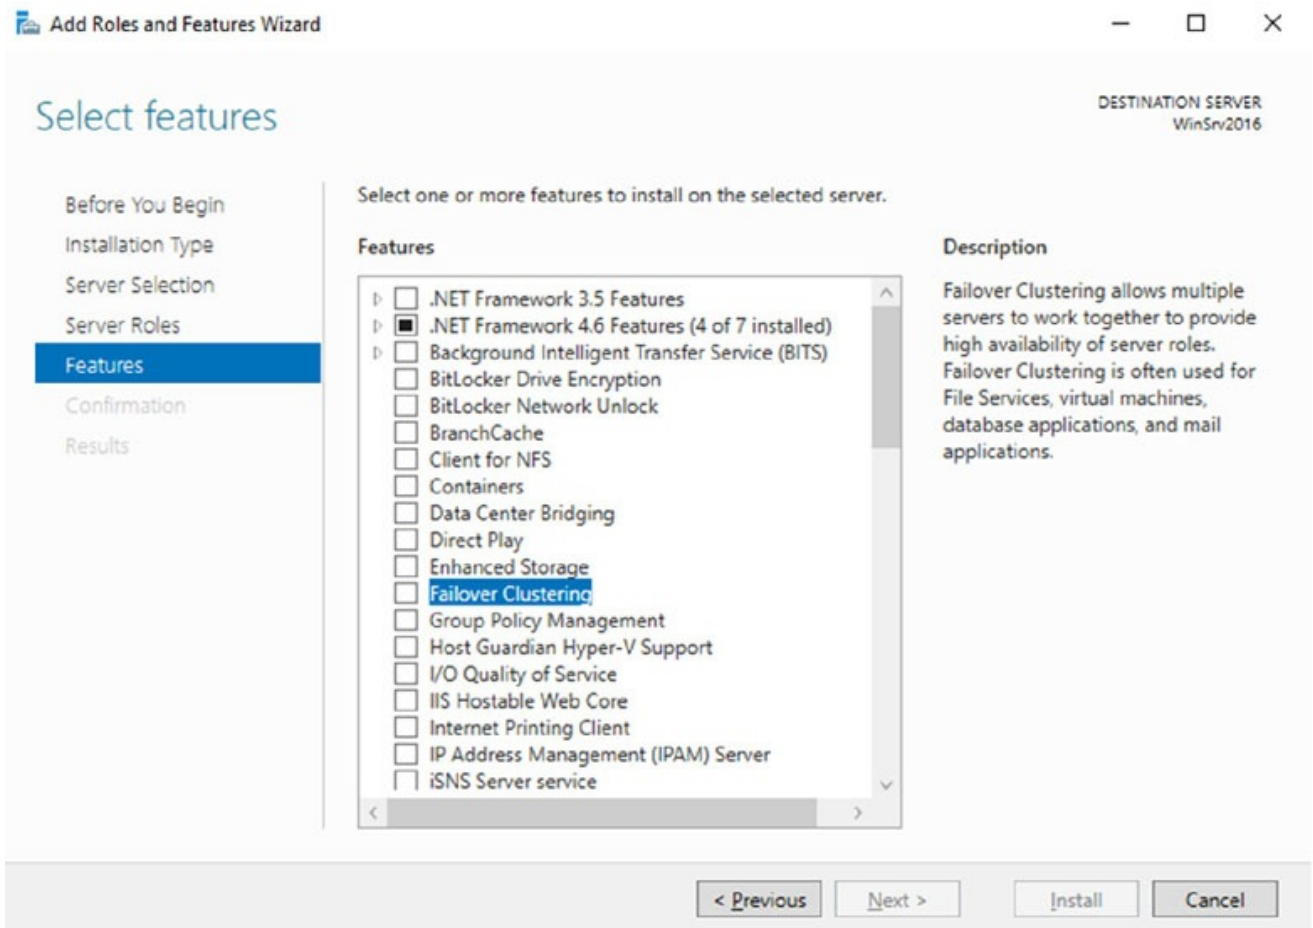 Add Roles and Features Wizard
Select features
DESTINATION SERVER
WinSrv2016
Before You Begin
Installation Type
Server Selection
Server Roles
Features
Confirmation
Results
Select one or more features to install on the selected server.
Features
.NET Framework 3.5 Features
.NET Framework 4.6 Features (4 of 7 installed)
Background Intelligent Transfer Service (BITS)
BitLocker Drive Encryption
BitLocker Network Unlock
BranchCache
Client for NFS
Containers
Data Center Bridging
Direct Play
Enhanced Storage
Failover Clustering
Group Policy Management
Host Guardian Hyper-V Support
I/O Quality of Service
IIS Hostable Web Core
Internet Printing Client
IP Address Management (IPAM) Server
iSNS Server service
Description
Failover Clustering allows multiple
servers to work together to provide
high availability of server roles.
Failover Clustering is often used for
File Services, virtual machines,
database applications, and mail
applications.
< Previous
Next >
Install
Cancel